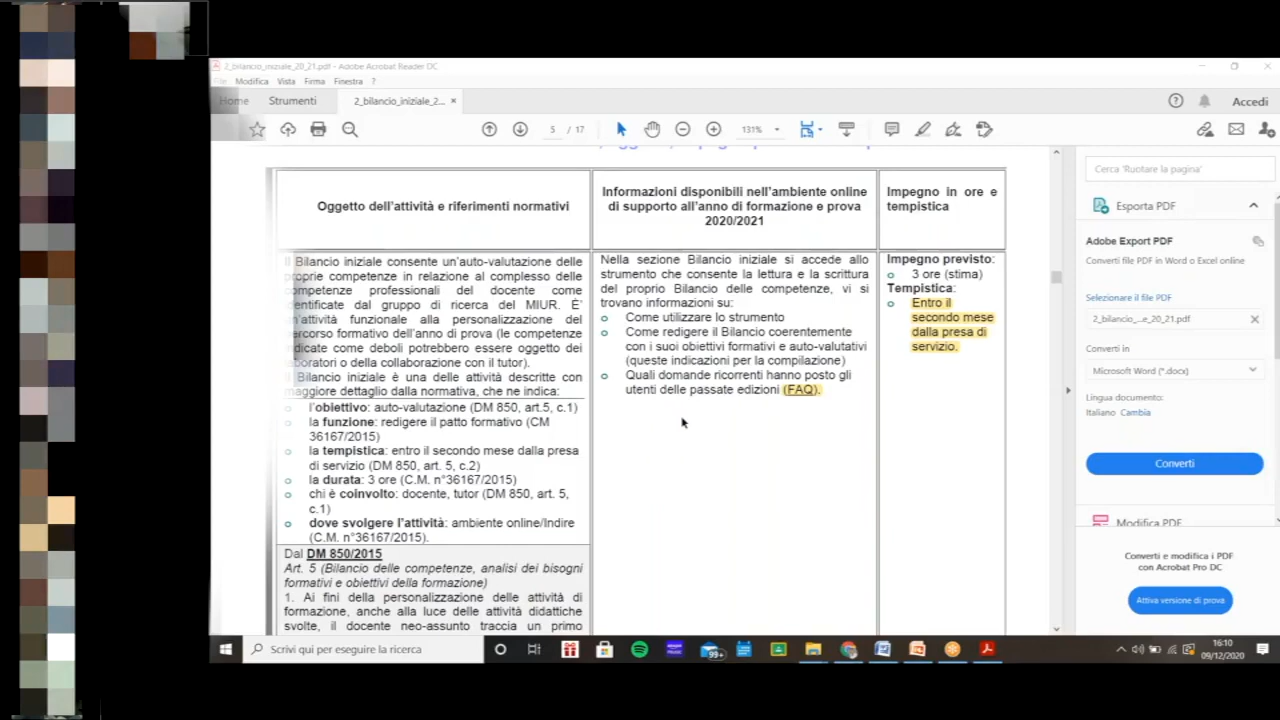 2_bilancio_iniziale_20_21.pdf - Adobe Acrobat Reader DC
File Modifica Vista Firma Finestra ?
Home Strumenti 2_bilancio_iniziale_2... × Accedi
5 / 17 131%
Oggetto dell'attività e riferimenti normativi
Informazioni disponibili nell'ambiente online
di supporto all'anno di formazione e prova
2020/2021
Impegno in ore e
tempistica
Il Bilancio iniziale consente un'auto-valutazione delle
proprie competenze in relazione al complesso delle
competenze professionali del docente come
identificate dal gruppo di ricerca del MIUR. E'
un'attività funzionale alla personalizzazione del
percorso formativo dell'anno di prova (le competenze
indicate come deboli potrebbero essere oggetto dei
laboratori o della collaborazione con il tutor).
Il Bilancio iniziale è una delle attività descritte con
maggiore dettaglio dalla normativa, che ne indica:
l'obiettivo: auto-valutazione (DM 850, art.5, c.1)
la funzione: redigere il patto formativo (CM
36167/2015)
la tempistica: entro il secondo mese dalla presa
di servizio (DM 850, art. 5, c.2)
la durata: 3 ore (C.M. n°36167/2015)
chi è coinvolto: docente, tutor (DM 850, art. 5,
c.1)
dove svolgere l'attività: ambiente online/Indire
(C.M. n°36167/2015).
Dal DM 850/2015
Art. 5 (Bilancio delle competenze, analisi dei bisogni
formativi e obiettivi della formazione)
1. Ai fini della personalizzazione delle attività di
formazione, anche alla luce delle attività didattiche
svolte, il docente neo-assunto traccia un primo
Nella sezione Bilancio iniziale si accede allo
strumento che consente la lettura e la scrittura
del proprio Bilancio delle competenze, vi si
trovano informazioni su:
Come utilizzare lo strumento
Come redigere il Bilancio coerentemente
con i suoi obiettivi formativi e auto-valutativi
(queste indicazioni per la compilazione)
Quali domande ricorrenti hanno posto gli
utenti delle passate edizioni (FAQ).
Impegno previsto:
3 ore (stima)
Tempistica:
Entro il
secondo mese
dalla presa di
servizio.
Cerca 'Ruotare la pagina'
Esporta PDF
Adobe Export PDF
Converti file PDF in Word o Excel online
Selezionare il file PDF
2_bilancio_...e_20_21.pdf ×
Converti in
Microsoft Word (*.docx)
Lingua documento:
Italiano Cambia
Converti
Modifica PDF
Converti e modifica i PDF
con Acrobat Pro DC
Attiva versione di prova
Scrivi qui per eseguire la ricerca
99+
16:10
09/12/2020